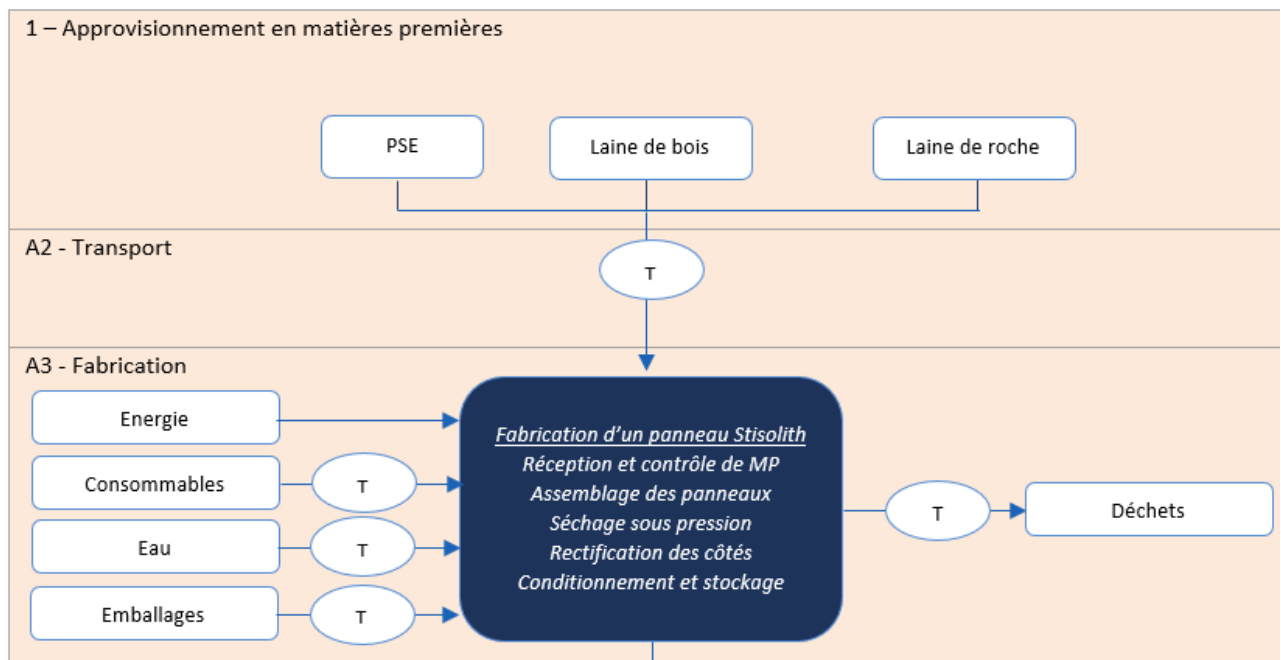 1 – Approvisionnement en matières premières
PSE
Laine de bois
Laine de roche
A2 - Transport
T
A3 - Fabrication
Energie
Consommables
T
Eau
T
Emballages
T
Fabrication d'un panneau Stisolith
Réception et contrôle de MP
Assemblage des panneaux
Séchage sous pression
Rectification des côtés
Conditionnement et stockage
T
Déchets